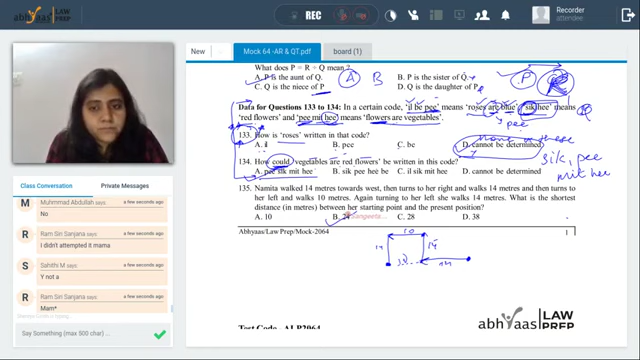 abhyaas LAW PREP
REC
Recorder
attendee
New
Mock 64 -AR & QT.pdf
board (1)
What does P = R + Q mean ?
A. P is the aunt of Q.
B. P is the sister of Q.
C. Q is the niece of P
D. Q is the daughter of P
A B
P
Data for Questions 133 to 134: In a certain code, 'il be pee' means 'roses are blue', 'sik hee' means
'red flowers' and 'pee mit hee' means 'flowers are vegetables'.
pee
133. How is 'roses' written in that code?
A. il
B. pee
C. be
D. cannot be determined
none of these
134. How could vegetables are red flowers be written in this code?
A. pee sik mit hee
B. sik pee hee be
C. il sik mit hee
D. cannot be determined
sik, pee
mit hee
135. Namita walked 14 metres towards west, then turns to her right and walks 14 metres and then turns to
her left and walks 10 metres. Again turning to her left she walks 14 metres. What is the shortest
distance (in metres) between her starting point and the present position?
A. 10
B. 24
C. 28
D. 38
Sangeeta
Abhyaas/Law Prep/Mock-2064
1
10
14
14
abhyaas LAW PREP
Class Conversation
Private Messages
M Muhmmad Abdullah says: a few seconds ago
No
R Ram Siri Sanjana says: a few seconds ago
I didn't attempted it mama
S Sahithi M says: a few seconds ago
Y not a
R Ram Siri Sanjana says: a few seconds ago
Mam*
Say Something (max 500 char)